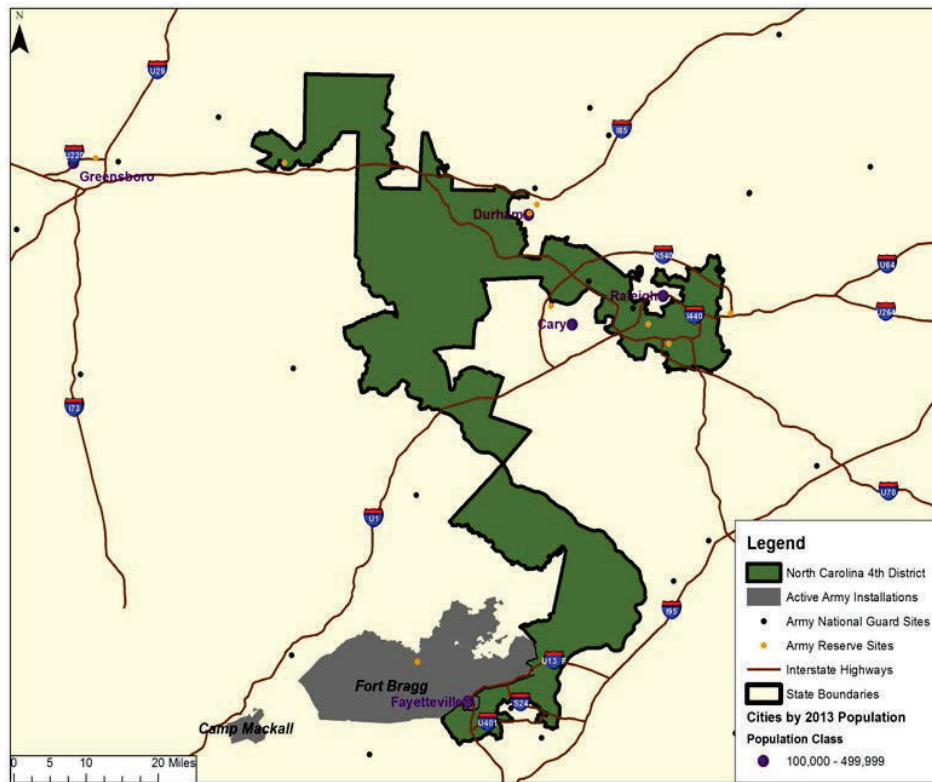 N
U29
I85
U220
Greensboro
Durham
N540
U64
Raleigh
U264
I440
Cary
I73
U70
U1
I95
U13
Fort Bragg
Fayetteville
S24
U401
Camp Mackall
0 5 10 20 Miles
Legend
North Carolina 4th District
Active Army Installations
Army National Guard Sites
Army Reserve Sites
Interstate Highways
State Boundaries
Cities by 2013 Population
Population Class
100,000 - 499,999